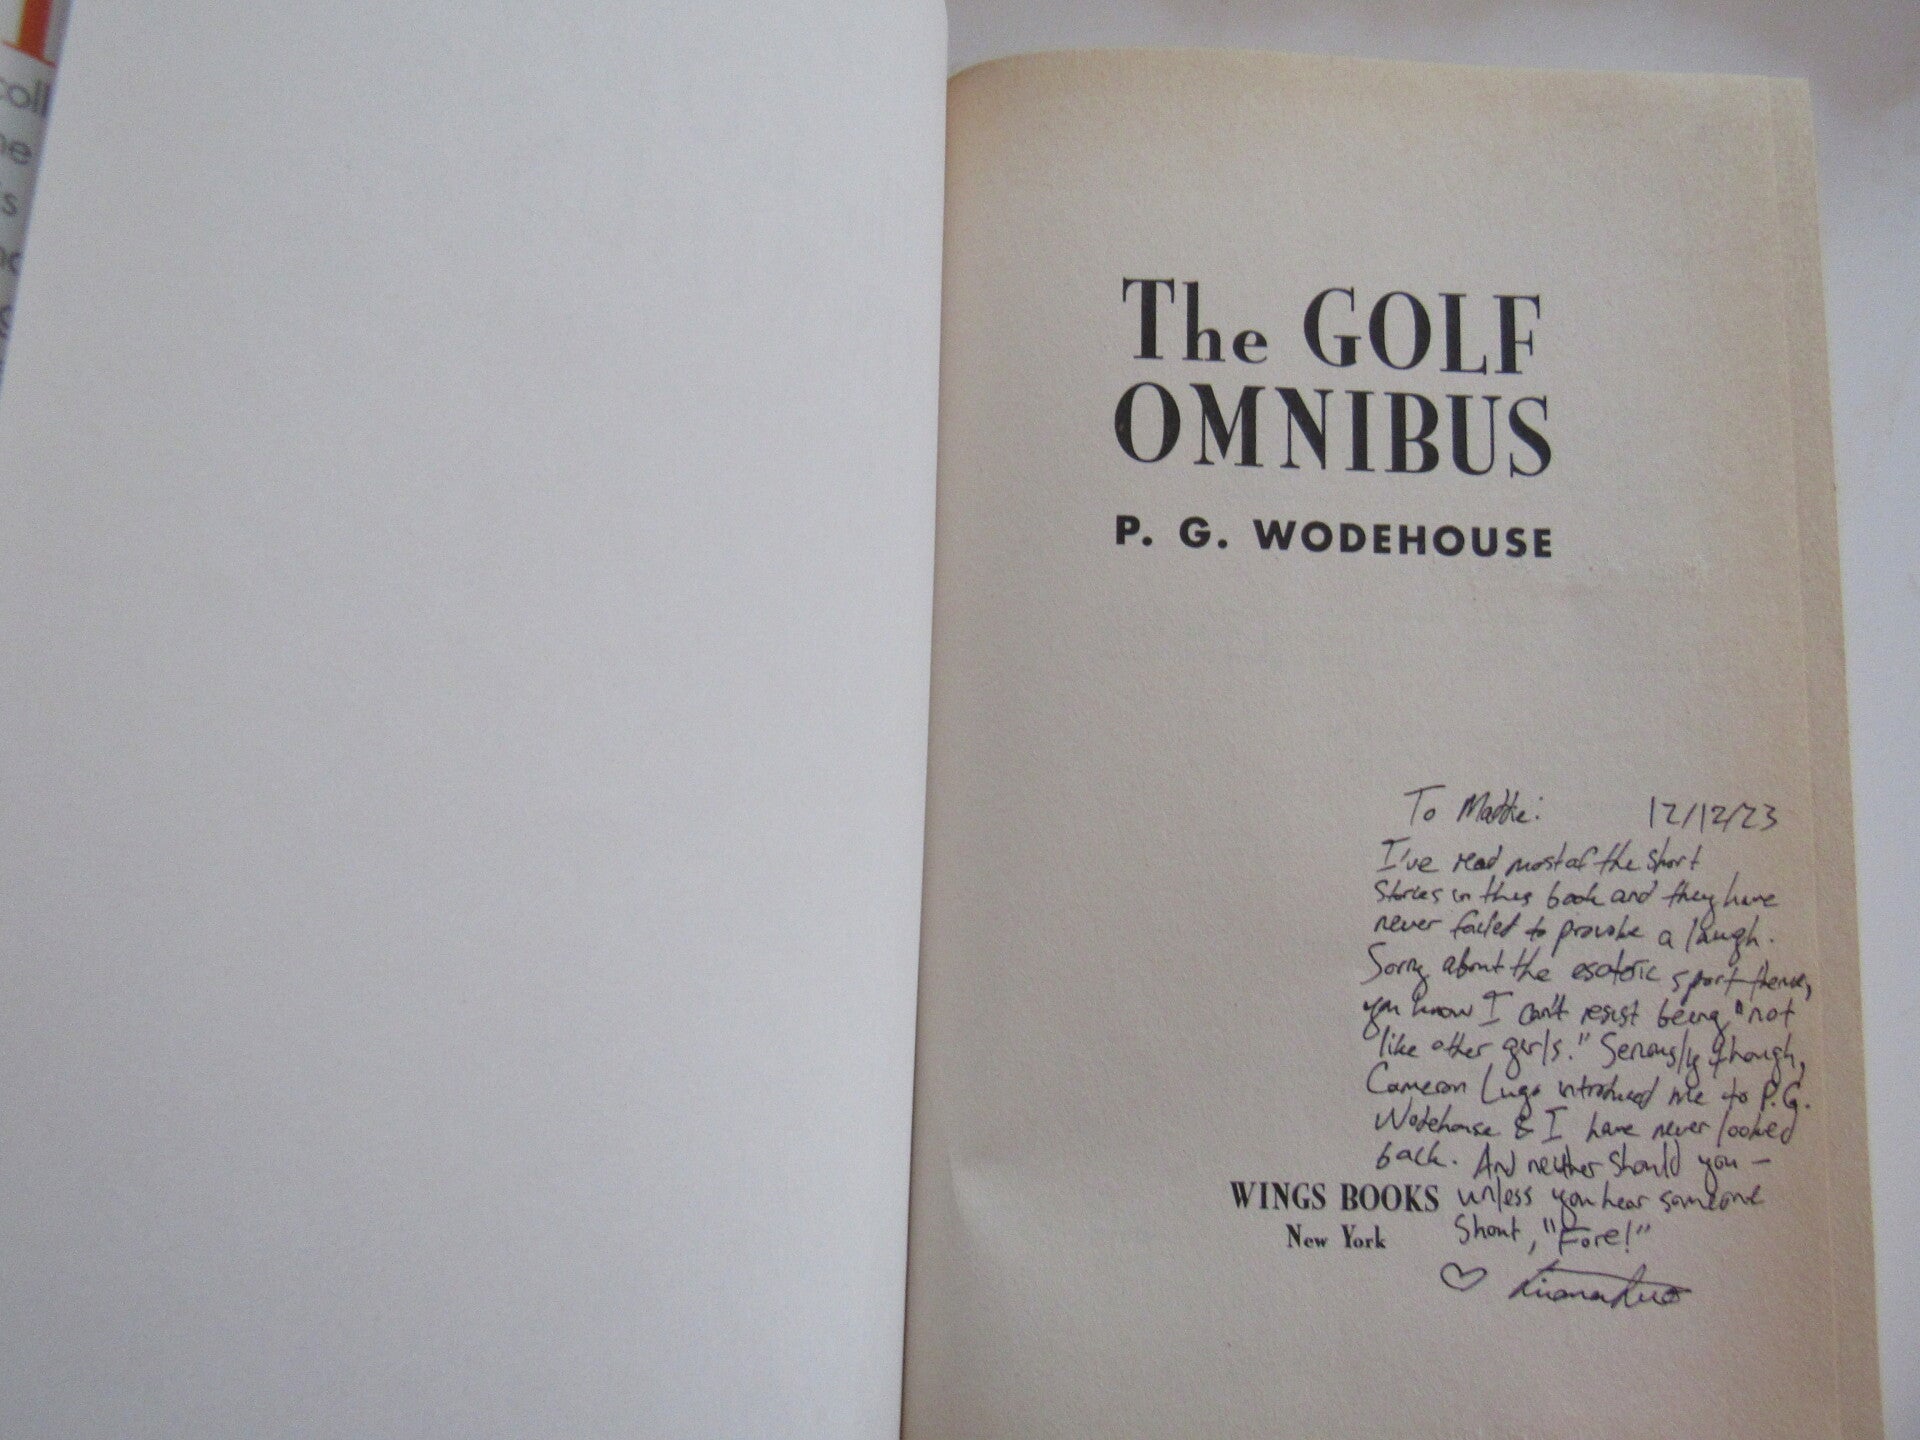 coll
The GOLF
OMNIBUS
P. G. WODEHOUSE
To Mattie: 12/12/23
I've read most of the short
stories in this book and they have
never failed to provoke a laugh.
Sorry about the esoteric sport theme,
you know I can't resist being "not
like other girls." Seriously though,
Cameron Lugo introduced me to P.G.
Wodehouse & I have never looked
back. And neither should you –
WINGS BOOKS unless you hear someone
New York shout, "Fore!"
♡